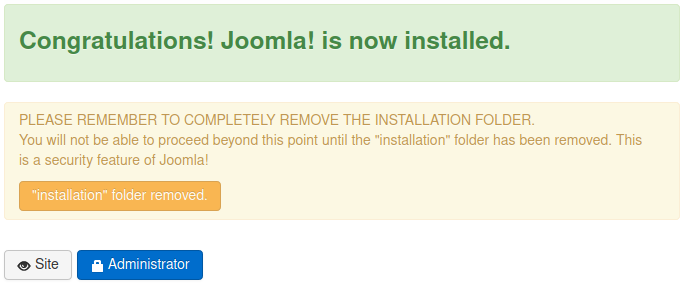 Congratulations! Joomla! is now installed.
PLEASE REMEMBER TO COMPLETELY REMOVE THE INSTALLATION FOLDER.
You will not be able to proceed beyond this point until the "installation" folder has been removed. This
is a security feature of Joomla!
"installation" folder removed.
Site
Administrator